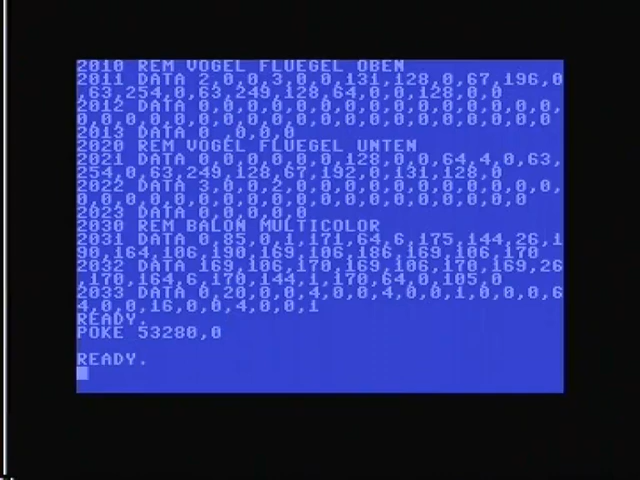 2010 REM VOGEL FLUEGEL OBEN
2011 DATA 2,0,0,3,0,0,131,128,0,67,196,0
,63,254,0,63,249,128,64,0,0,128,0,0
2012 DATA 0,0,0,0,0,0,0,0,0,0,0,0,0,0,
0,0,0,0,0,0,0,0,0,0,0,0,0,0,0,0
2013 DATA 0 ,0,0,0
2020 REM VOGEL FLUEGEL UNTEN
2021 DATA 0,0,0,0,0,0,128,0,0,64,4,0,63,
254,0,63,249,128,67,192,0,131,128,0
2022 DATA 3,0,0,2,0,0,0,0,0,0,0,0,0,0,
0,0,0,0,0,0,0,0,0,0,0,0,0,0
2023 DATA 0,0,0,0,0
2030 REM BALON MULTICOLOR
2031 DATA 0,85,0,1,171,64,6,175,144,26,1
90,164,106,190,169,106,186,169,106,170
2032 DATA 169,106,170,169,106,170,169,26
,170,164,6,170,144,1,170,64,0,105,0
2033 DATA 0,20,0,0,4,0,0,4,0,0,1,0,0,0,6
4,0,0,16,0,0,4,0,0,1
READY.
POKE 53280,0
READY.